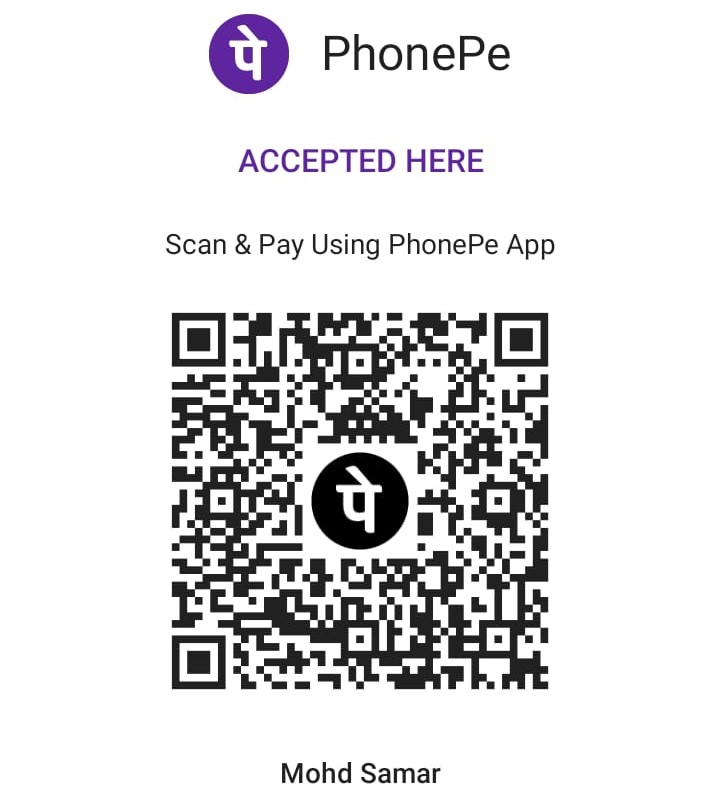 पे PhonePe
ACCEPTED HERE
Scan & Pay Using PhonePe App
पे
Mohd Samar